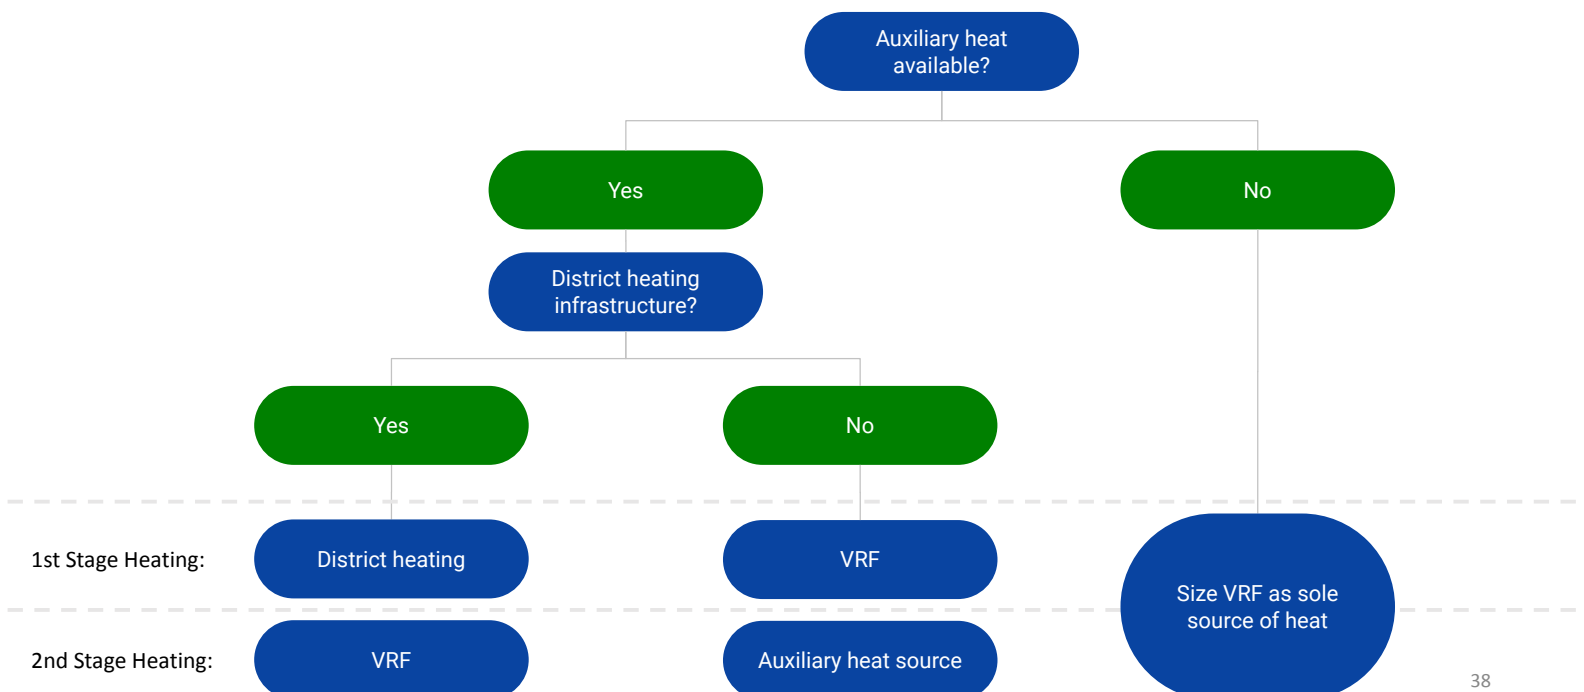 Auxiliary heat
available?
Yes
No
District heating
infrastructure?
Yes
No
1st Stage Heating:
District heating
VRF
Size VRF as sole
source of heat
2nd Stage Heating:
VRF
Auxiliary heat source
38